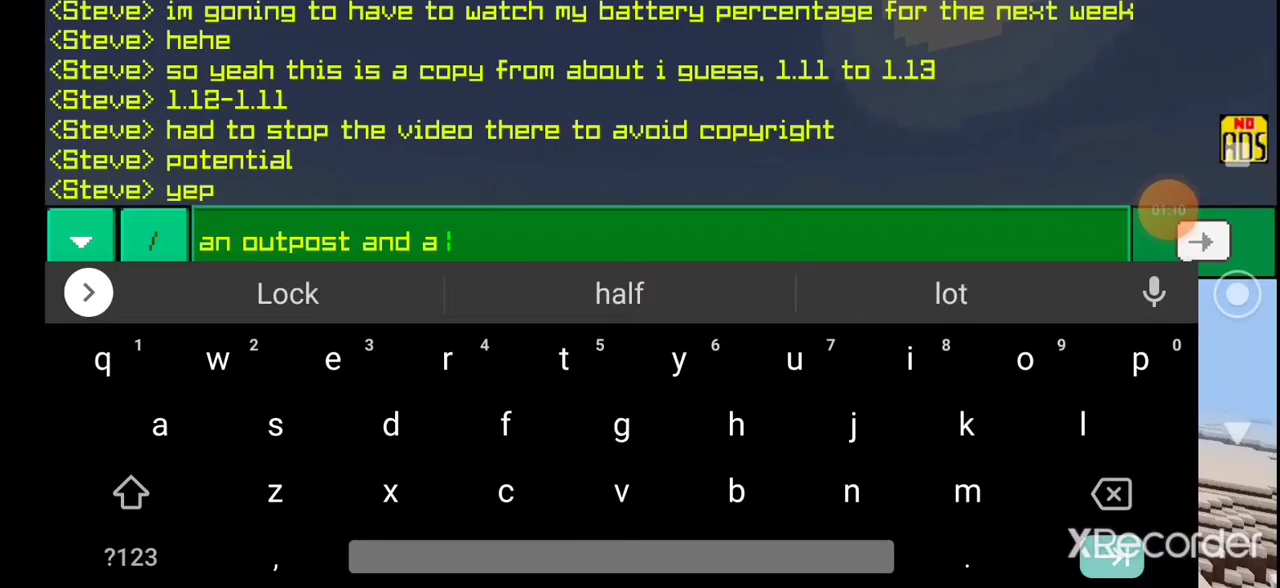 <Steve> im goning to have to watch my battery percentage for the next week
<Steve> hehe
<Steve> so yeah this is a copy from about i guess, 1.11 to 1.13
<Steve> 1.12-1.11
<Steve> had to stop the video there to avoid copyright
<Steve> potential
<Steve> yep
NO
ADS
01:10
/ an outpost and a
Lock half lot
q 1 w 2 e 3 r 4 t 5 y 6 u 7 i 8 o 9 p 0
a s d f g h j k l
z x c v b n m
?123 , .
XRecorder